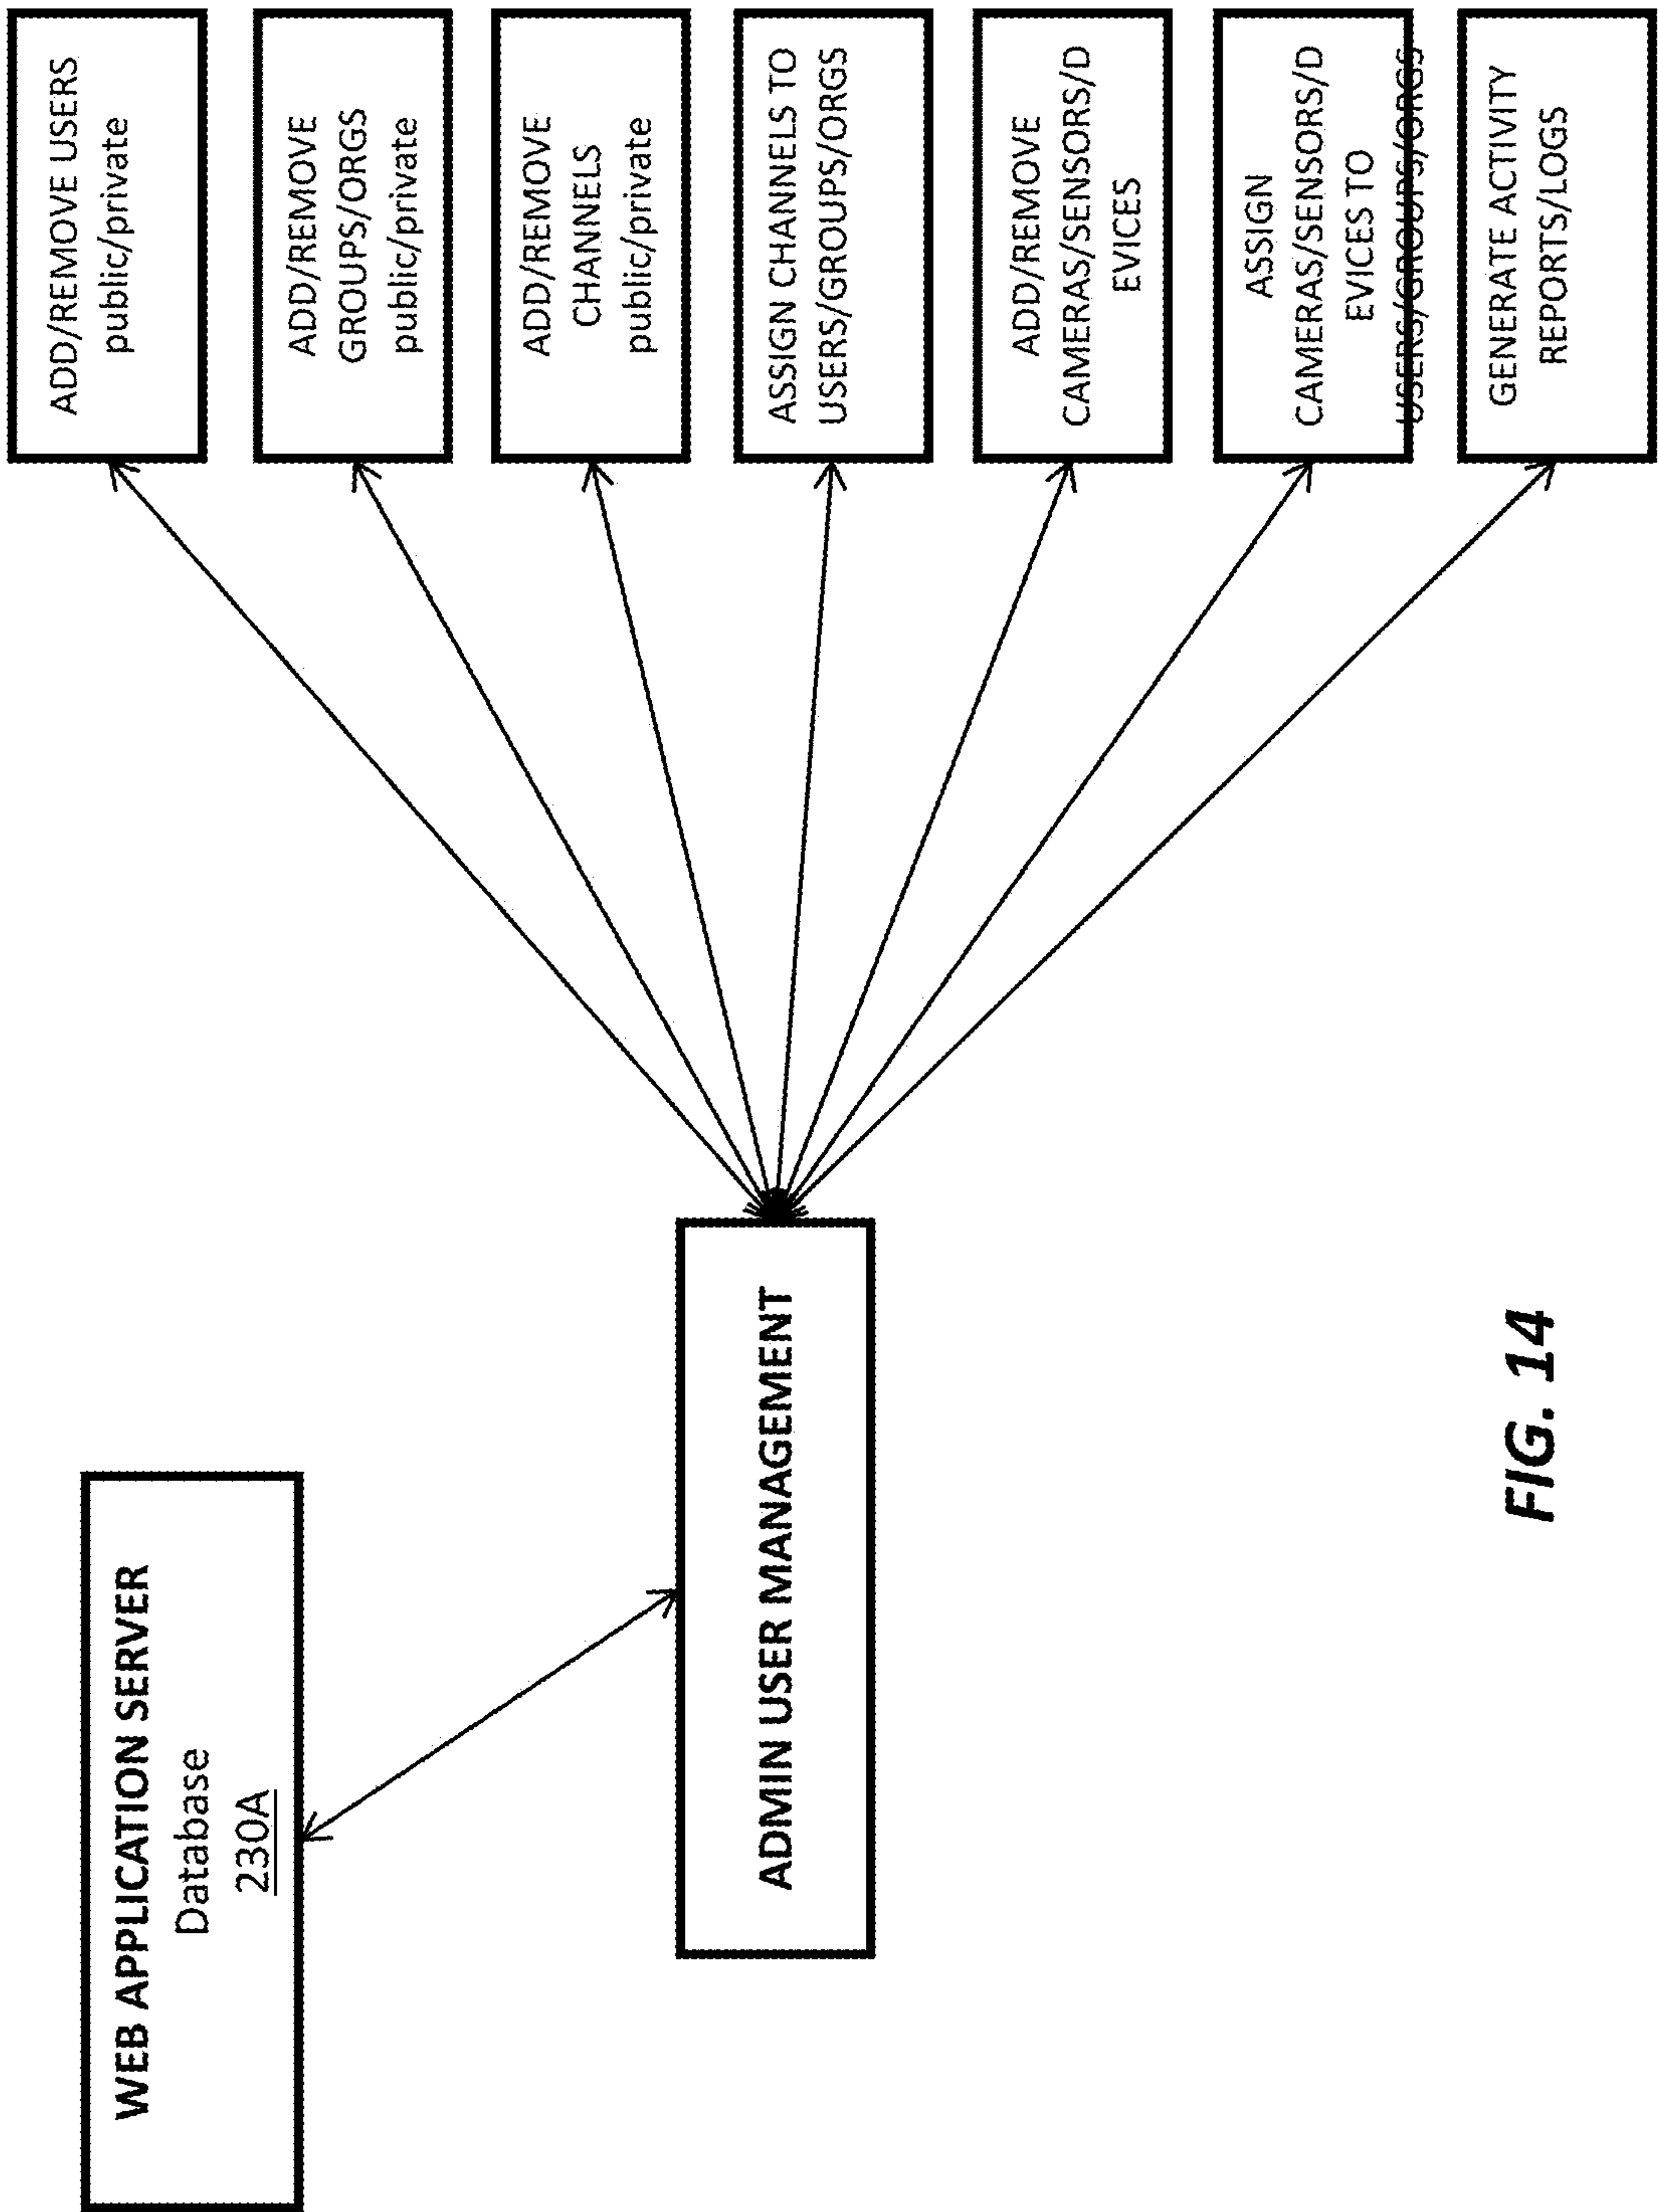 WEB APPLICATION SERVER
Database
230A
ADMIN USER MANAGEMENT
ADD/REMOVE USERS
public/private
ADD/REMOVE
GROUPS/ORGS
public/private
ADD/REMOVE
CHANNELS
public/private
ASSIGN CHANNELS TO
USERS/GROUPS/ORGS
ADD/REMOVE
CAMERAS/SENSORS/D
EVICES
ASSIGN
CAMERAS/SENSORS/D
EVICES TO
USERS/GROUPS/ORGS
GENERATE ACTIVITY
REPORTS/LOGS
FIG. 14